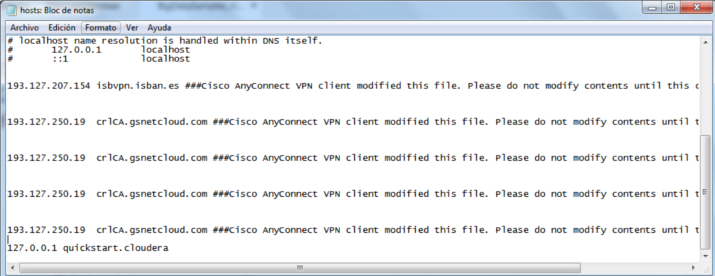 hosts: Bloc de notas
Archivo Edición Formato Ver Ayuda
# localhost name resolution is handled within DNS itself.
# 127.0.0.1 localhost
# ::1 localhost
193.127.207.154 isbvpn.isban.es ###Cisco AnyConnect VPN client modified this file. Please do not modify contents until this c
193.127.250.19 crlCA.gsnetcloud.com ###Cisco AnyConnect VPN client modified this file. Please do not modify contents until t
193.127.250.19 crlCA.gsnetcloud.com ###Cisco AnyConnect VPN client modified this file. Please do not modify contents until t
193.127.250.19 crlCA.gsnetcloud.com ###Cisco AnyConnect VPN client modified this file. Please do not modify contents until t
193.127.250.19 crlCA.gsnetcloud.com ###Cisco AnyConnect VPN client modified this file. Please do not modify contents until t
127.0.0.1 quickstart.cloudera